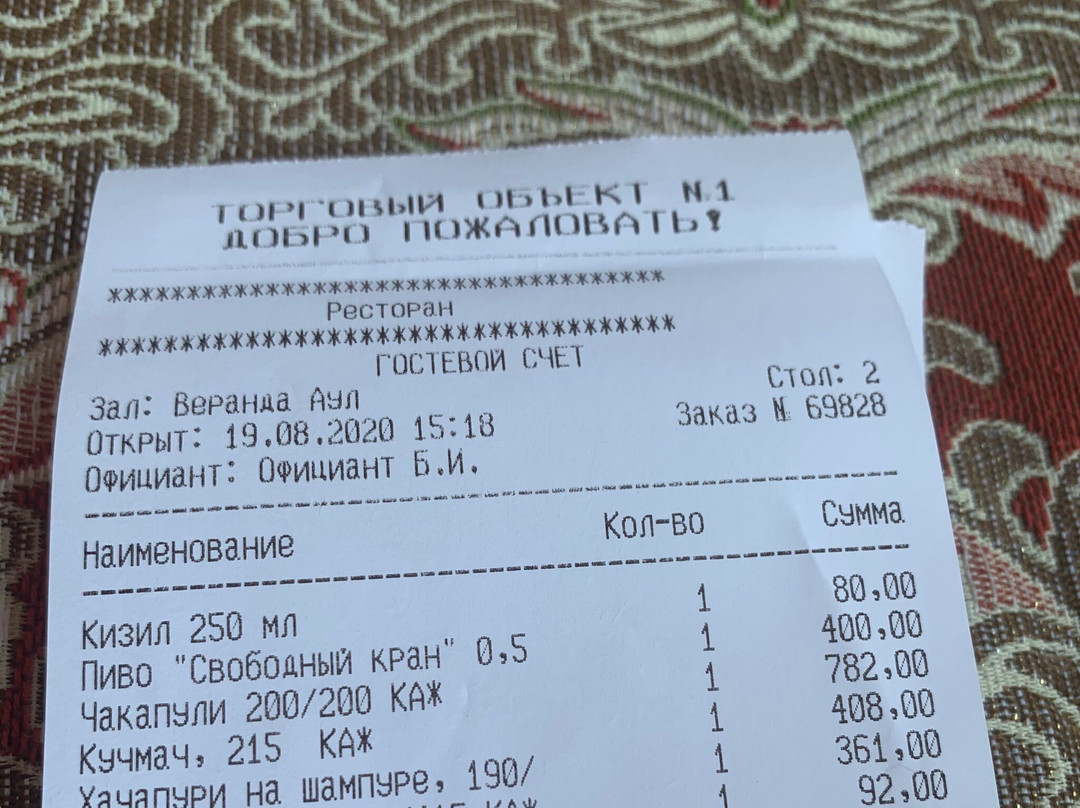 ТОРГОВЫЙ ОБЪЕКТ №1
ДОБРО ПОЖАЛОВАТЬ!
***********************************
Ресторан
************************************
ГОСТЕВОЙ СЧЕТ
Зал: Веранда Аул Стол: 2
Открыт: 19.08.2020 15:18 Заказ № 69828
Официант: Официант Б.И.
Наименование Кол-во Сумма
Кизил 250 мл 1 80,00
Пиво "Свободный кран" 0,5 1 400,00
Чакапули 200/200 КАЖ 1 782,00
Кучмач, 215 КАЖ 1 408,00
Хачапури на шампуре, 190/ 1 361,00
КАЖ 1 92,00